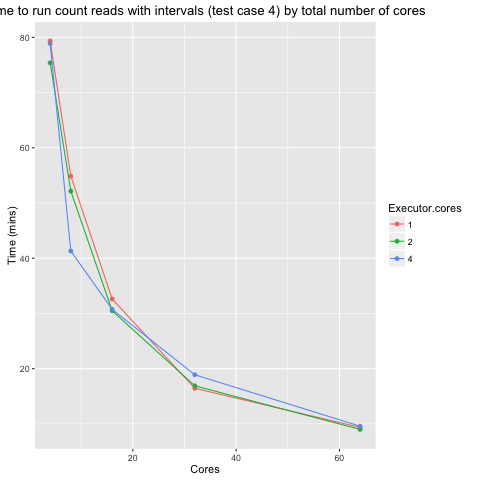 me to run count reads with intervals (test case 4) by total number of cores
80
60
40
20
Time (mins)
20
40
60
Cores
Executor.cores
1
2
4